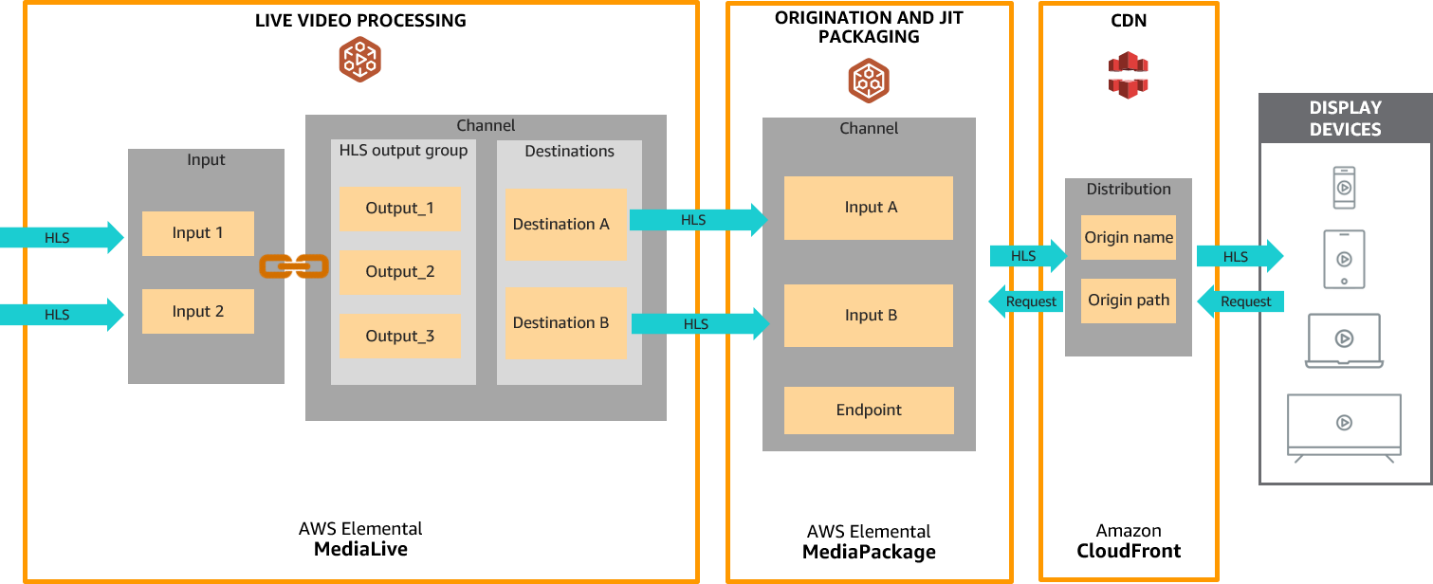 LIVE VIDEO PROCESSING
ORIGINATION AND JIT
PACKAGING
CDN
DISPLAY
DEVICES
Channel
Input
HLS output group
Destinations
Input 1
Input 2
Output_1
Output_2
Output_3
Destination A
Destination B
HLS
HLS
HLS
HLS
Channel
Input A
Input B
Endpoint
HLS
Request
Distribution
Origin name
Origin path
HLS
Request
AWS Elemental
MediaLive
AWS Elemental
MediaPackage
Amazon
CloudFront